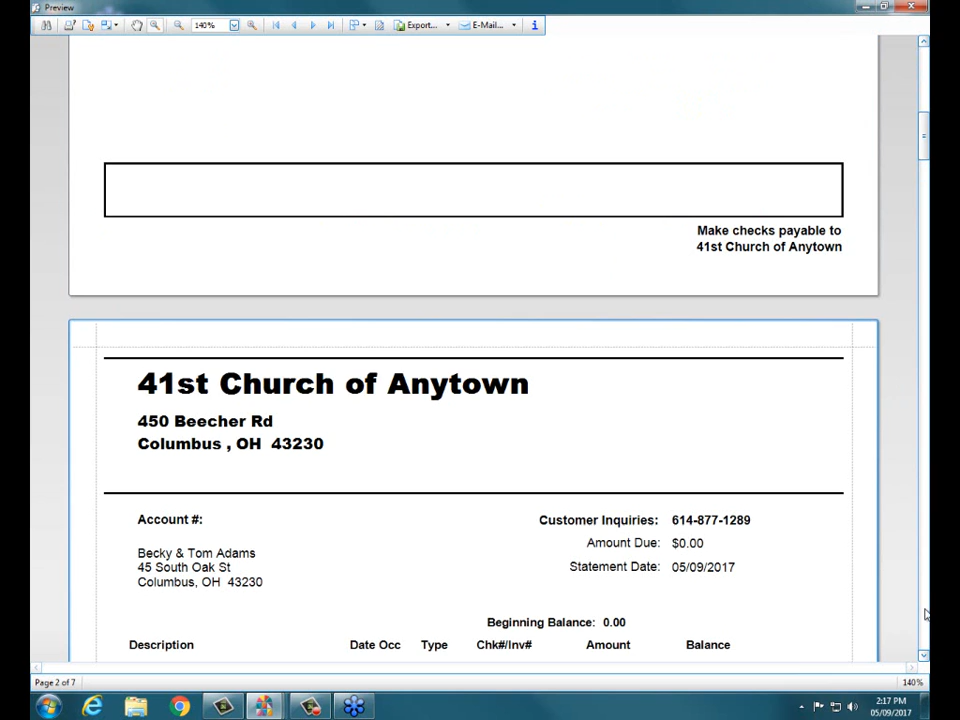 Preview
140%
Export...
E-Mail...
Make checks payable to
41st Church of Anytown
41st Church of Anytown
450 Beecher Rd
Columbus , OH 43230
Account #:
Customer Inquiries: 614-877-1289
Amount Due: $0.00
Statement Date: 05/09/2017
Becky & Tom Adams
45 South Oak St
Columbus, OH 43230
Beginning Balance: 0.00
Description Date Occ Type Chk#/Inv# Amount Balance
Page 2 of 7
140%
2:17 PM
05/09/2017